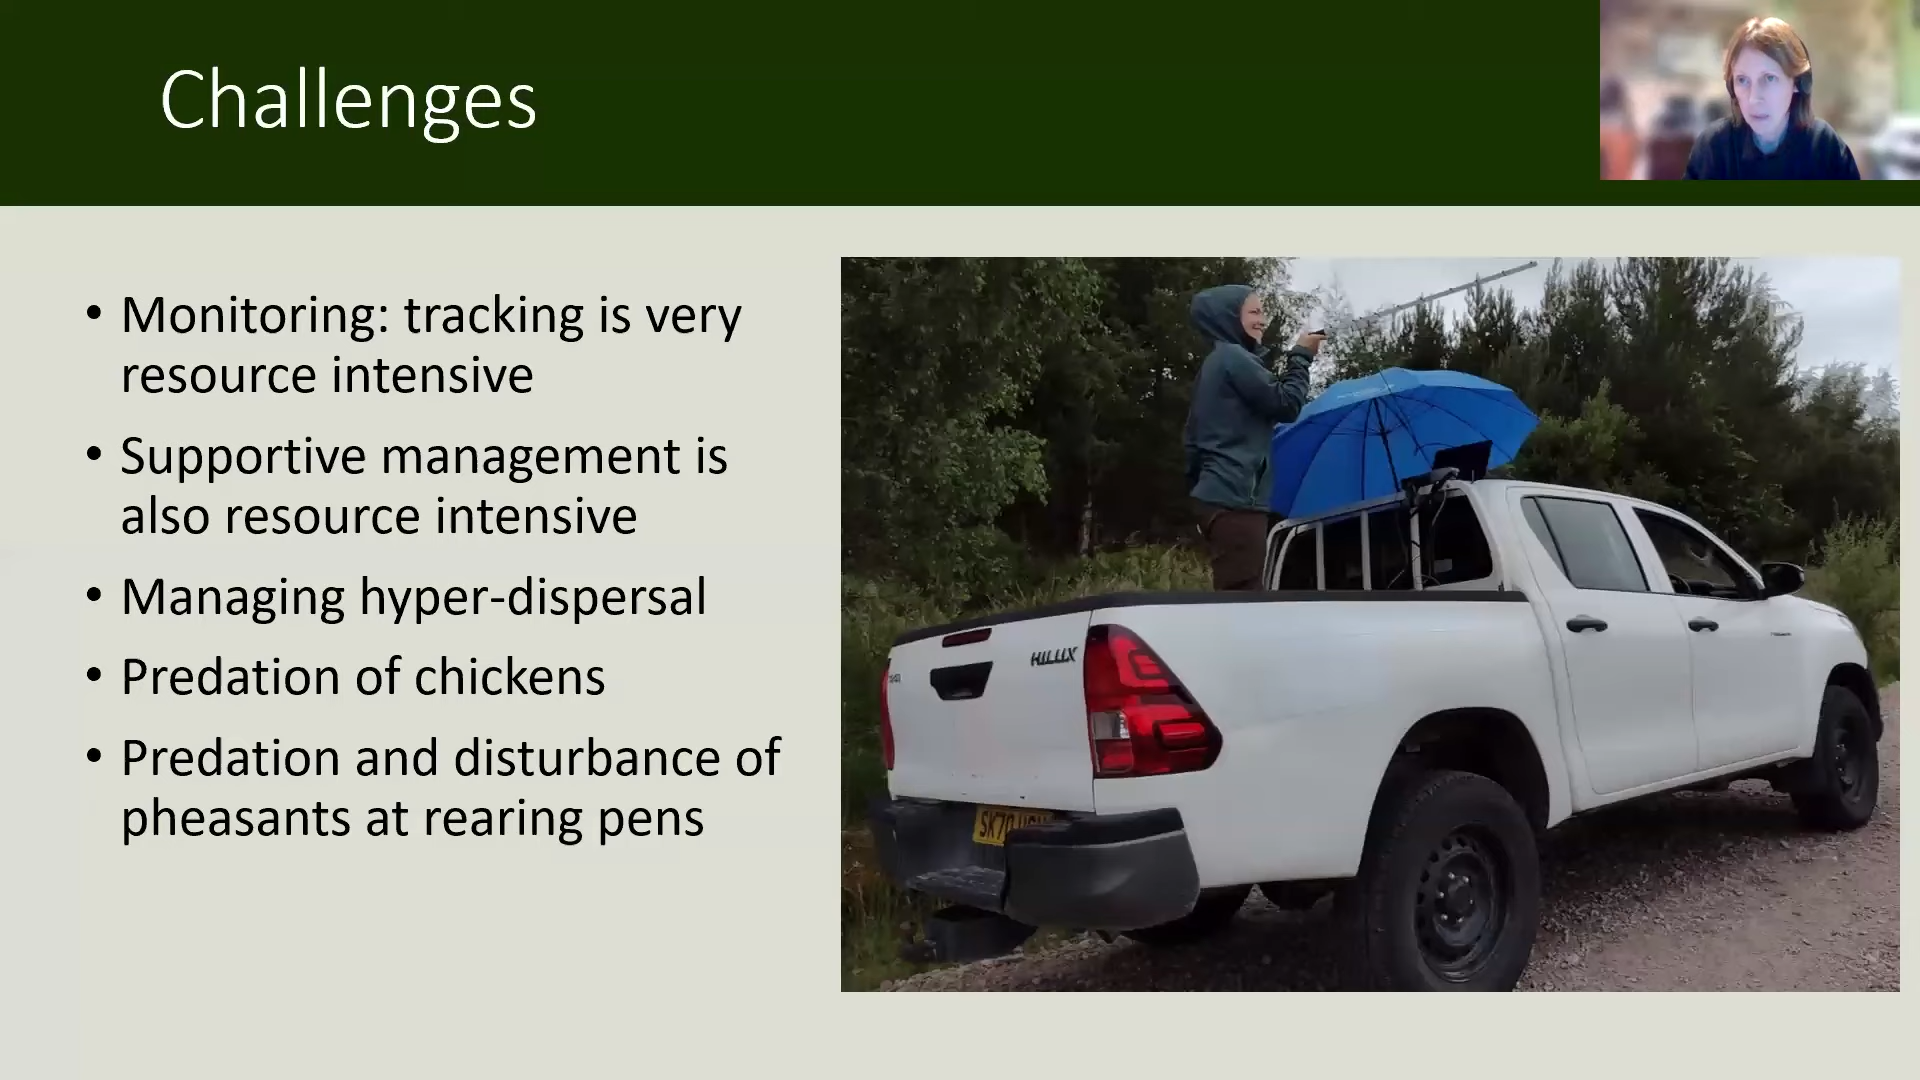 Challenges
• Monitoring: tracking is very
resource intensive
• Supportive management is
also resource intensive
• Managing hyper-dispersal
• Predation of chickens
• Predation and disturbance of
pheasants at rearing pens
HILUX